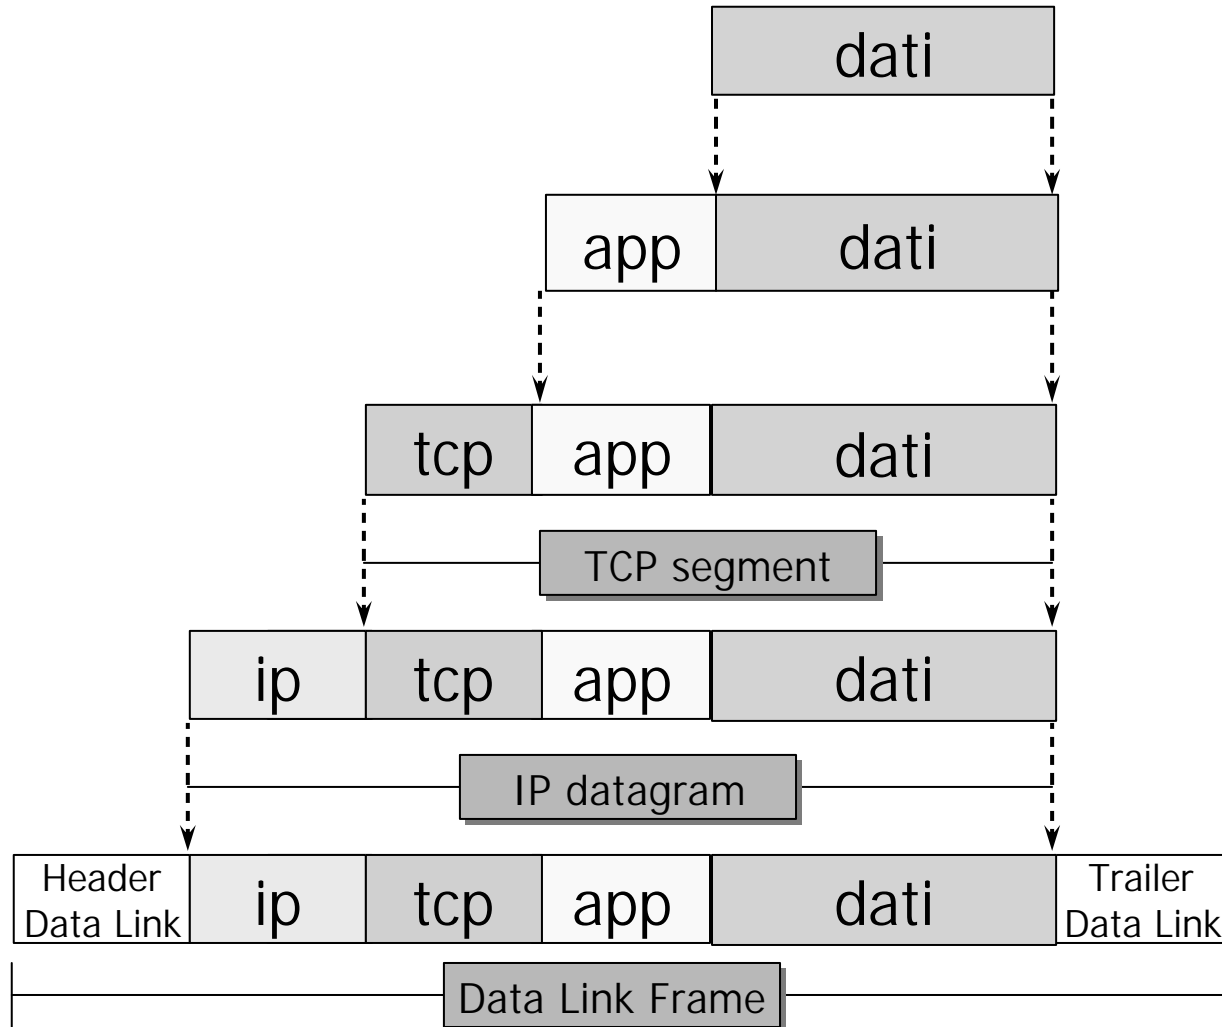 dati
app dati
tcp app dati
TCP segment
ip tcp app dati
IP datagram
Header
Data Link
ip tcp app dati
Trailer
Data Link
Data Link Frame